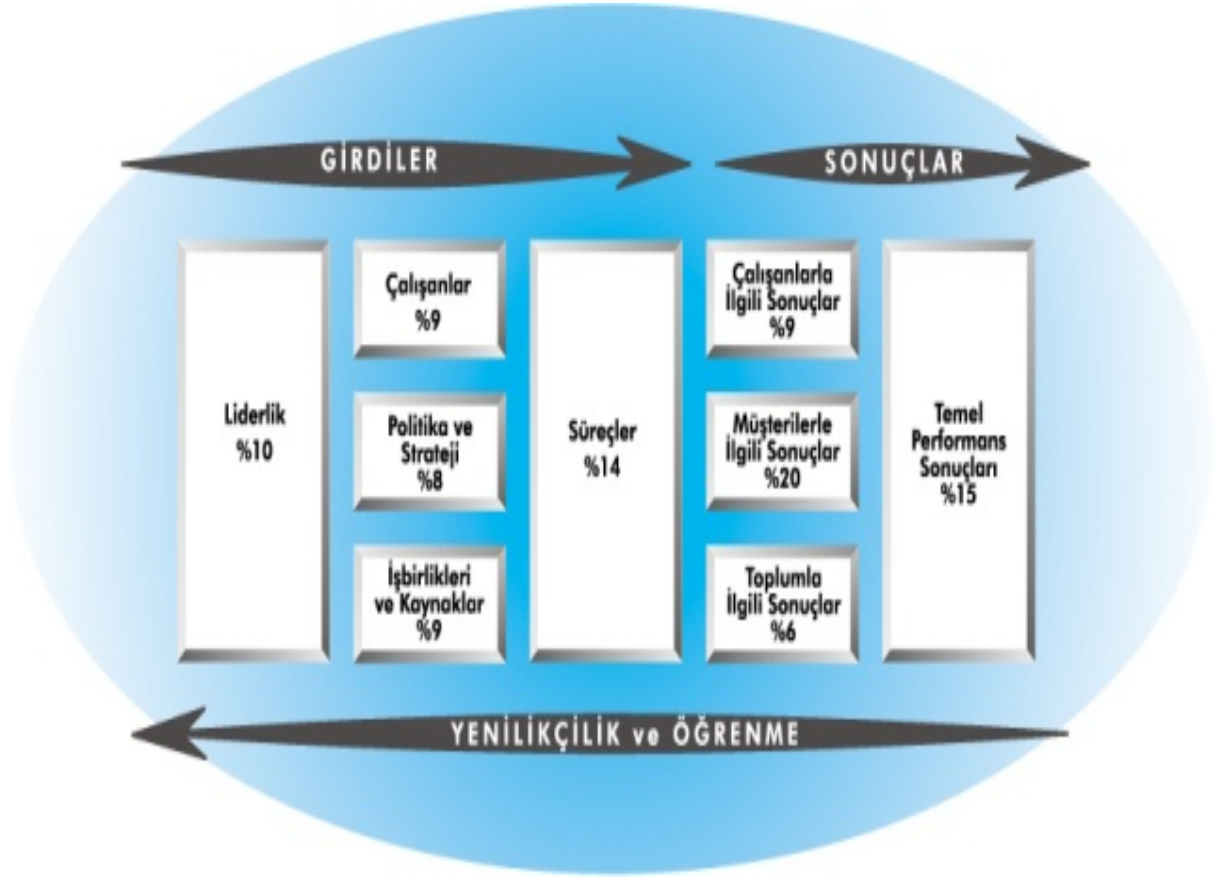 GİRDİLER
SONUÇLAR
Liderlik
%10
Çalışanlar
%9
Politika ve
Strateji
%8
İşbirlikleri
ve Kaynaklar
%9
Süreçler
%14
Çalışanlarla
İlgili Sonuçlar
%9
Müşterilerle
İlgili Sonuçlar
%20
Toplumla
İlgili Sonuçlar
%6
Temel
Performans
Sonuçları
%15
YENİLİKÇİLİK ve ÖĞRENME